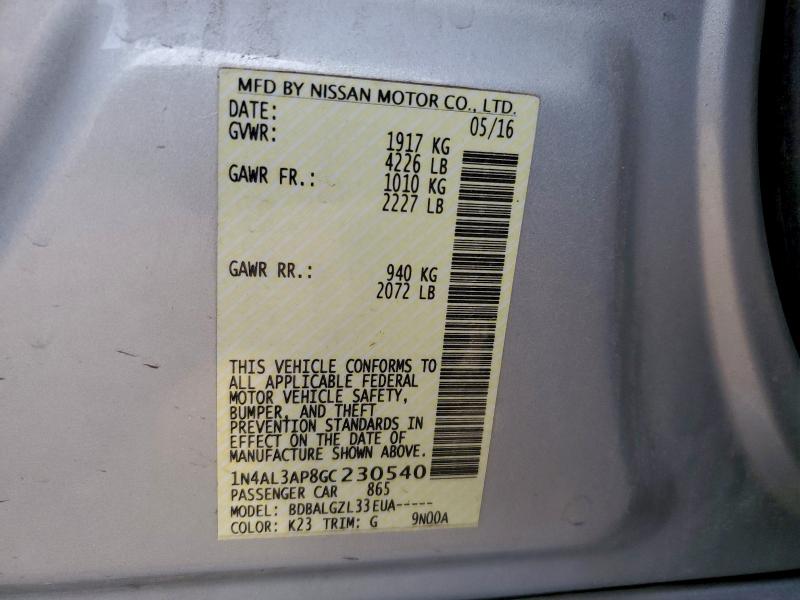 MFD BY NISSAN MOTOR CO., LTD.
DATE: 05/16
GVWR: 1917 KG
4226 LB
GAWR FR.: 1010 KG
2227 LB
GAWR RR.: 940 KG
2072 LB
THIS VEHICLE CONFORMS TO
ALL APPLICABLE FEDERAL
MOTOR VEHICLE SAFETY,
BUMPER, AND THEFT
PREVENTION STANDARDS IN
EFFECT ON THE DATE OF
MANUFACTURE SHOWN ABOVE.
1N4AL3AP8GC230540
PASSENGER CAR 865
MODEL: BDBALGZL33EUA-----
COLOR: K23 TRIM: G 9N00A